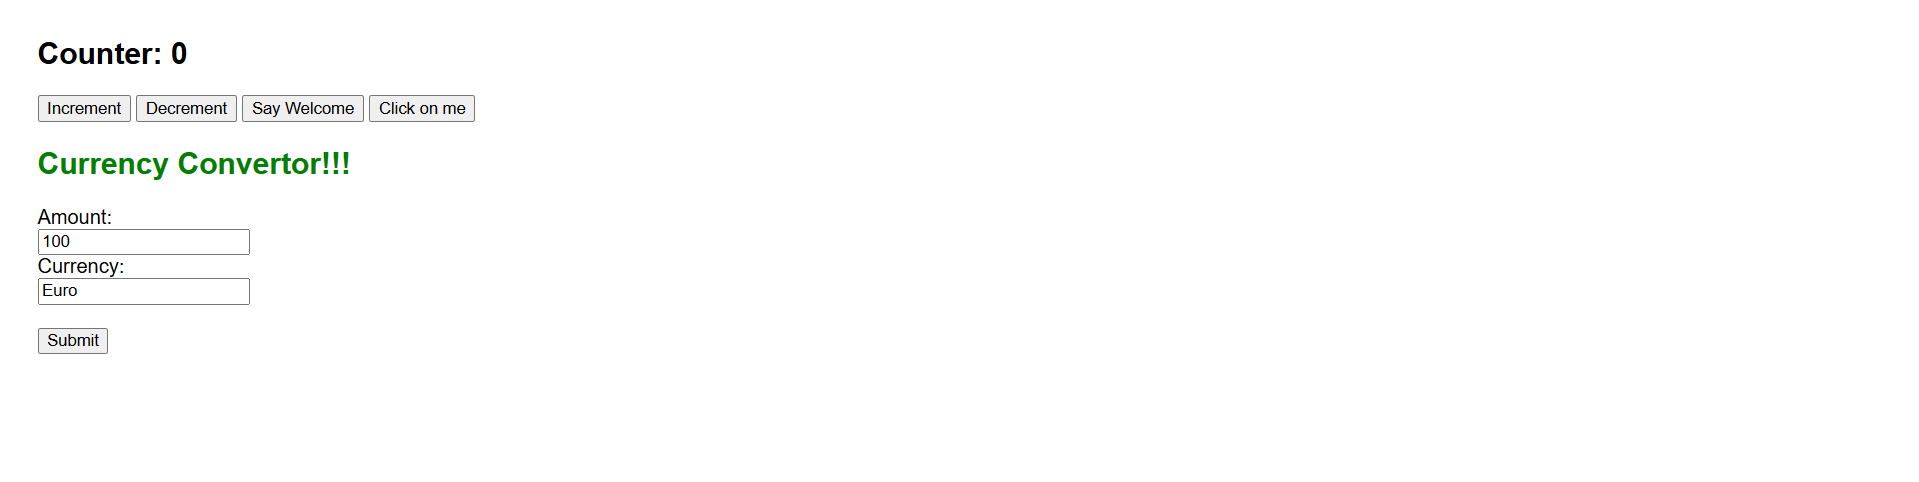 Counter: 0
Increment Decrement Say Welcome Click on me
Currency Convertor!!!
Amount:
100
Currency:
Euro
Submit